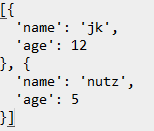 [{
  'name': 'jk',
  'age': 12
}, {
  'name': 'nutz',
  'age': 5
}]